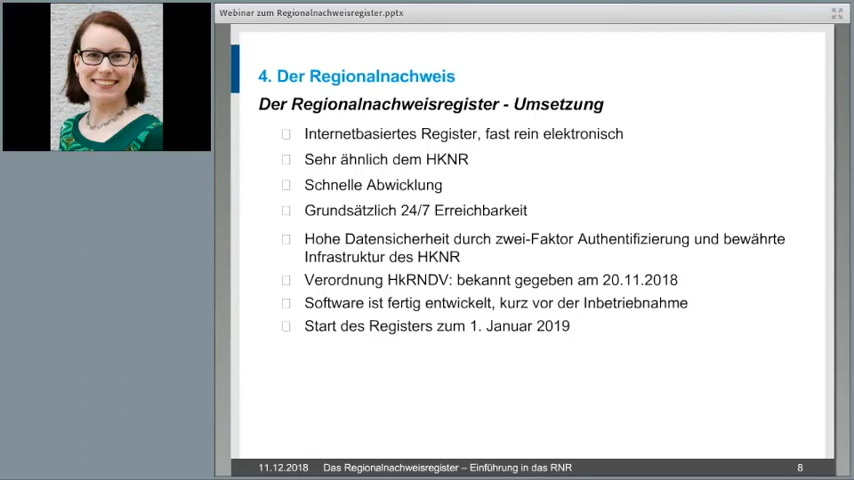 Webinar zum Regionalnachweisregister.pptx
4. Der Regionalnachweis
Der Regionalnachweisregister - Umsetzung
Internetbasiertes Register, fast rein elektronisch
Sehr ähnlich dem HKNR
Schnelle Abwicklung
Grundsätzlich 24/7 Erreichbarkeit
Hohe Datensicherheit durch zwei-Faktor Authentifizierung und bewährte
Infrastruktur des HKNR
Verordnung HkRNDV: bekannt gegeben am 20.11.2018
Software ist fertig entwickelt, kurz vor der Inbetriebnahme
Start des Registers zum 1. Januar 2019
11.12.2018 Das Regionalnachweisregister – Einführung in das RNR 8